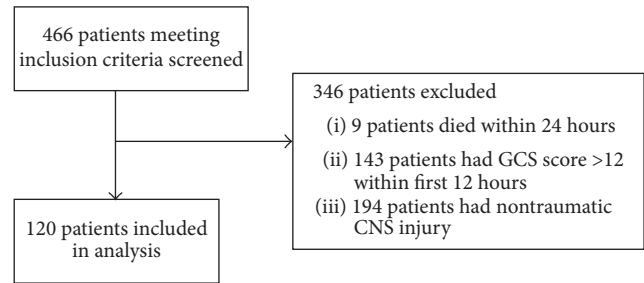 466 patients meeting
inclusion criteria screened
346 patients excluded
(i) 9 patients died within 24 hours
(ii) 143 patients had GCS score >12
within first 12 hours
(iii) 194 patients had nontraumatic
CNS injury
120 patients included
in analysis